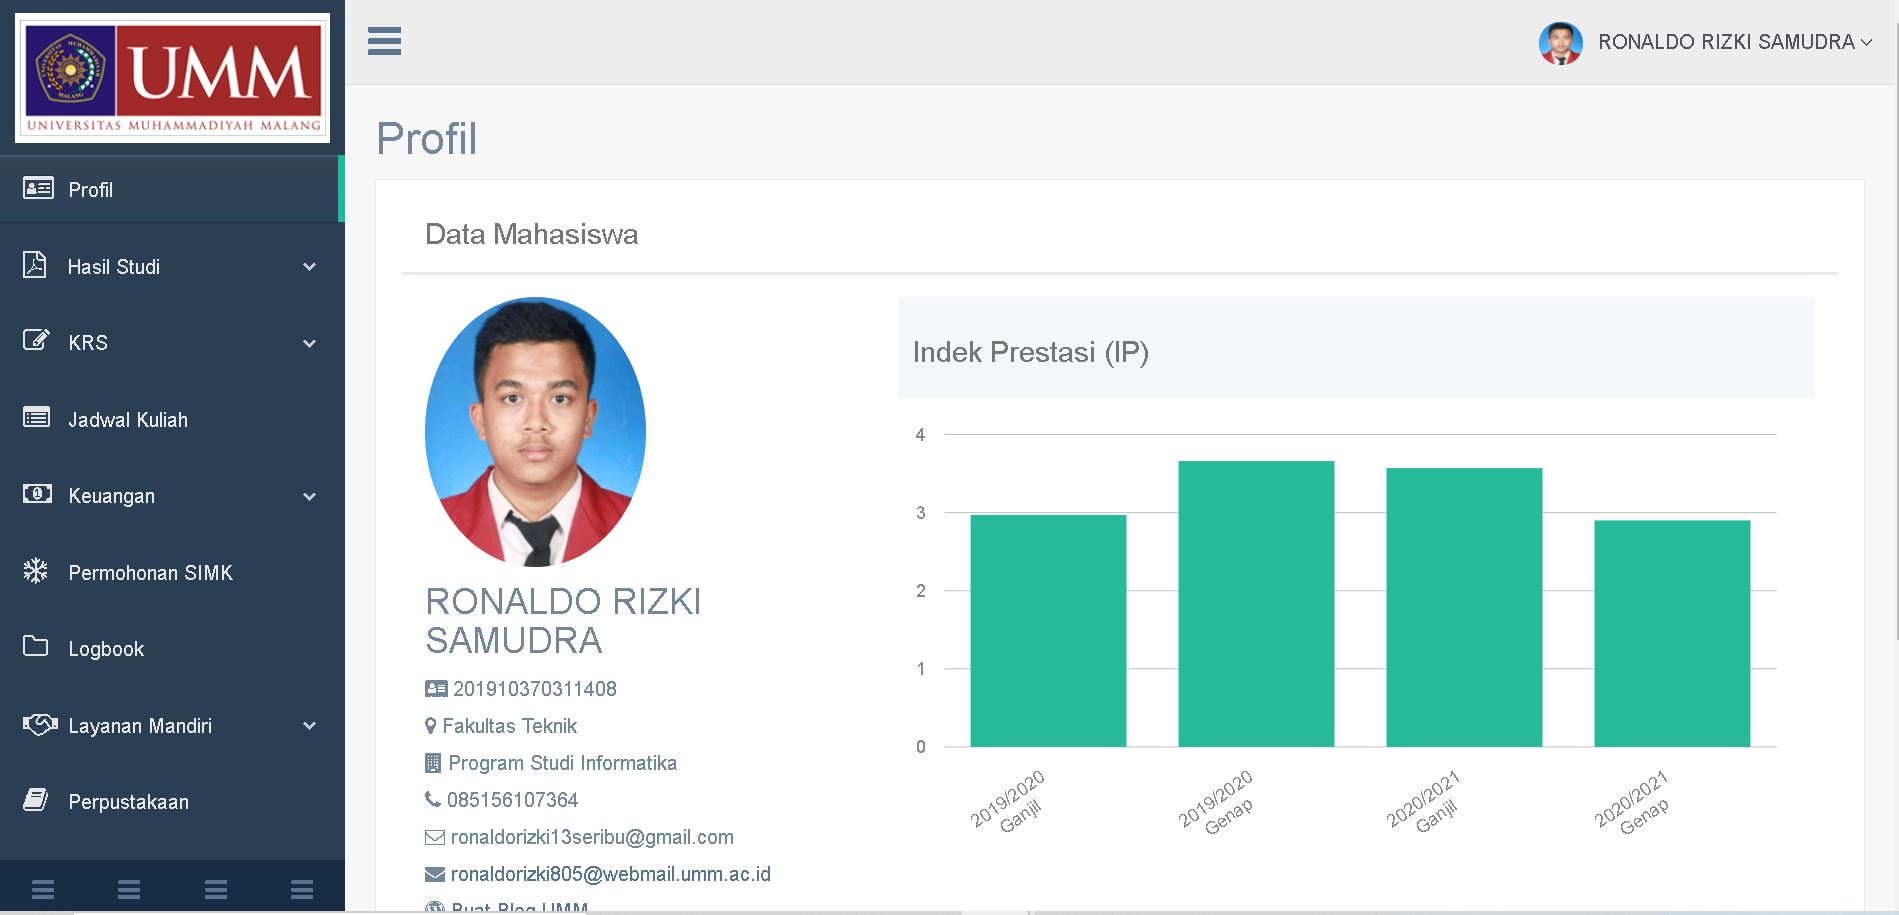 UMM
UNIVERSITAS MUHAMMADIYAH MALANG
Profil
Hasil Studi
KRS
Jadwal Kuliah
Keuangan
Permohonan SIMK
Logbook
Layanan Mandiri
Perpustakaan
RONALDO RIZKI SAMUDRA
Profil
Data Mahasiswa
RONALDO RIZKI
SAMUDRA
201910370311408
Fakultas Teknik
Program Studi Informatika
085156107364
ronaldorizki13seribu@gmail.com
ronaldorizki805@webmail.umm.ac.id
Buat Blog UMM
Indek Prestasi (IP)
4
3
2
1
0
2019/2020
Ganjil
2019/2020
Genap
2020/2021
Ganjil
2020/2021
Genap